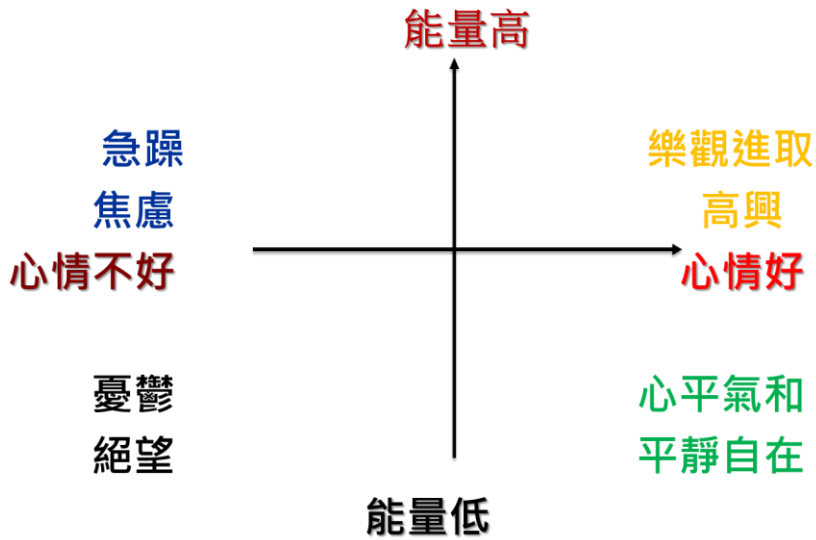 能量高
急躁
樂觀進取
焦慮
高興
心情不好
心情好
憂鬱
心平氣和
絕望
平靜自在
能量低